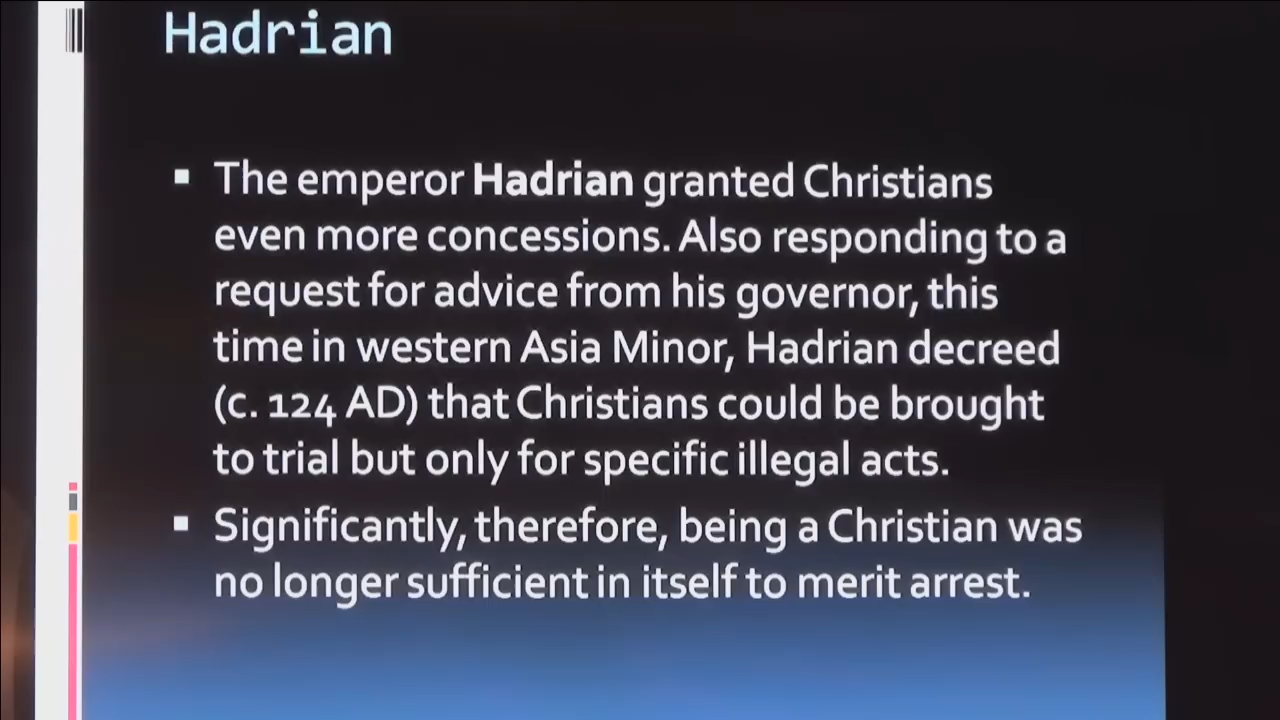 Hadrian
▪ The emperor Hadrian granted Christians
even more concessions. Also responding to a
request for advice from his governor, this
time in western Asia Minor, Hadrian decreed
(c. 124 AD) that Christians could be brought
to trial but only for specific illegal acts.
▪ Significantly, therefore, being a Christian was
no longer sufficient in itself to merit arrest.